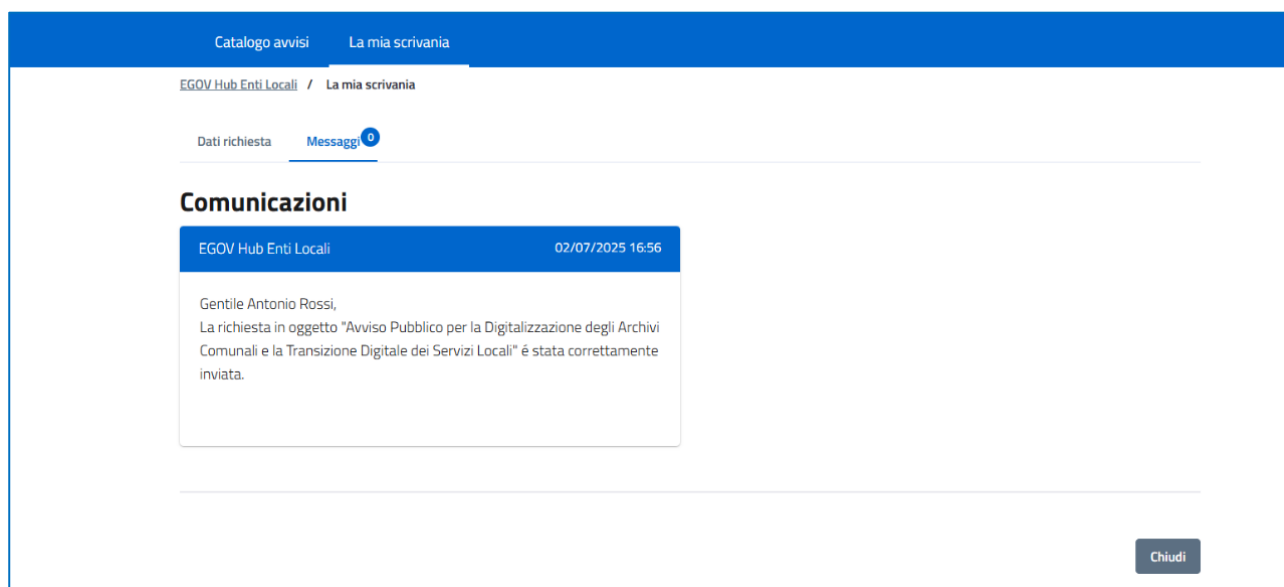 Catalogo avvisi La mia scrivania
EGOV Hub Enti Locali / La mia scrivania
Dati richiesta Messaggi 0
Comunicazioni
EGOV Hub Enti Locali 02/07/2025 16:56
Gentile Antonio Rossi,
La richiesta in oggetto "Avviso Pubblico per la Digitalizzazione degli Archivi
Comunali e la Transizione Digitale dei Servizi Locali" é stata correttamente
inviata.
Chiudi